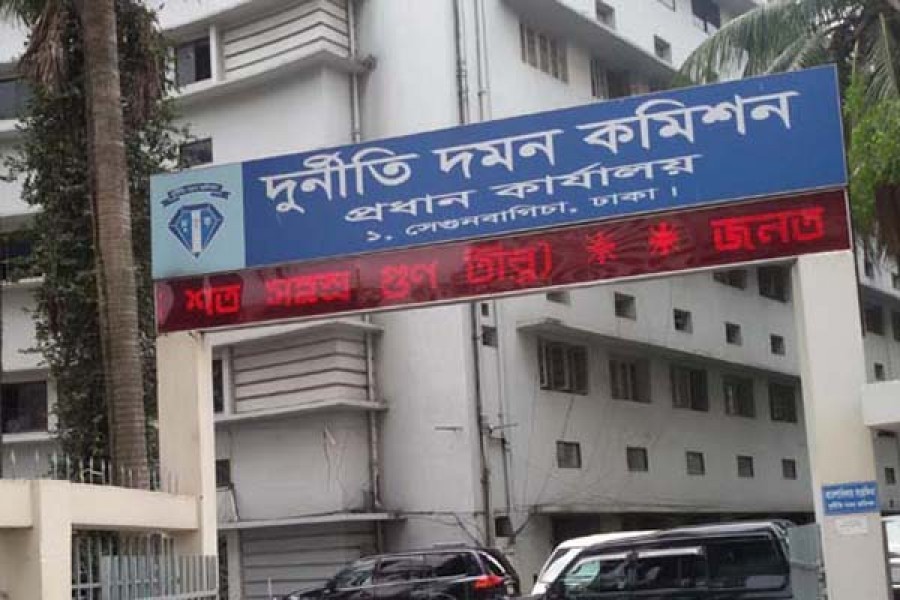 দুর্নীতি দমন কমিশন
প্রধান কার্যালয়
১, সেগুনবাগিচা, ঢাকা।
শত সহস্র গুণ
জনত